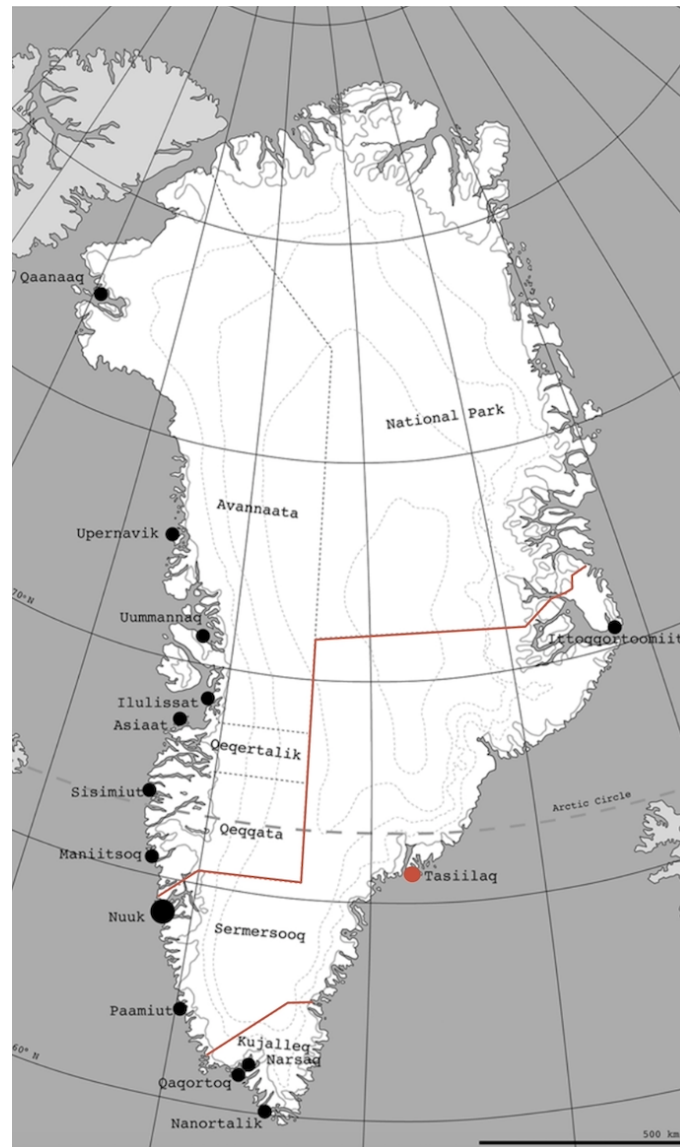 Qaanaaq
National Park
Avannaata
Upernavik
70° N
Uummannaq
Ittoqqortoomiit
Ilulissat
Asiaat
Qeqertalik
Sisimiut
Arctic Circle
Qeqqata
Maniitsoq
Tasiilaq
Nuuk
Sermersooq
Paamiut
60° N
Kujalleq
Narsaq
Qaqortoq
Nanortalik
500 km